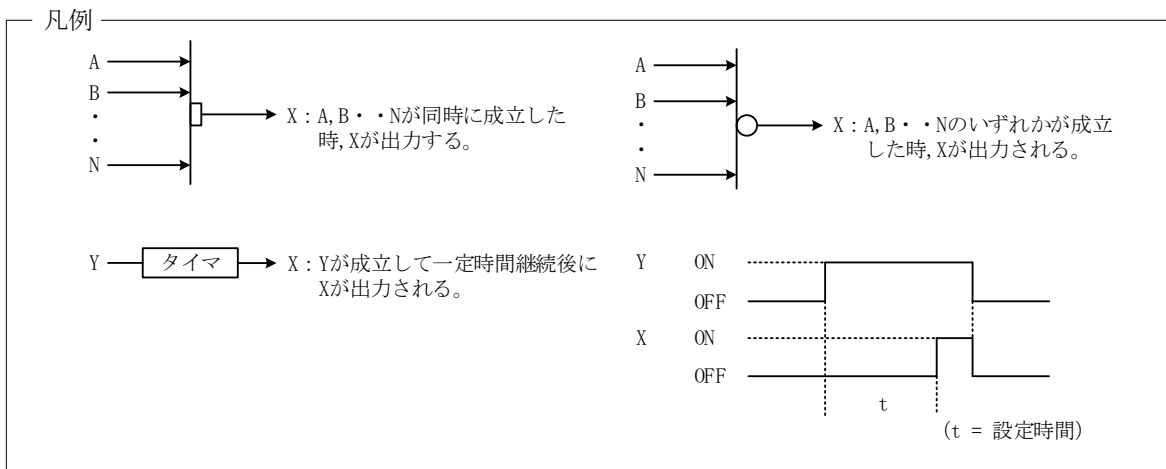 凡例
A
B
・
・
N
X：A,B・・Nが同時に成立した
時,Xが出力する。
A
B
・
・
N
X：A,B・・Nのいずれかが成立
した時,Xが出力される。
Y
タイマ
X：Yが成立して一定時間継続後に
Xが出力される。
Y ON
OFF
X ON
OFF
t
(t = 設定時間)